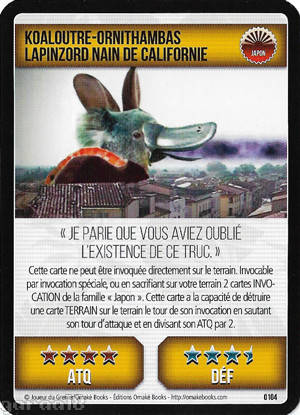 KOALOUTRE-ORNITHAMBAS
LAPINZORD NAIN DE CALIFORNIE
JAPON
« JE PARIE QUE VOUS AVIEZ OUBLIÉ
L'EXISTENCE DE CE TRUC. »
Cette carte ne peut être invoquée directement sur le terrain. Invocable
par invocation spéciale, ou en sacrifiant sur votre terrain 2 cartes INVO-
CATION de la famille « Japon ». Cette carte a la capacité de détruire
une carte TERRAIN sur le terrain le tour de son invocation en sautant
son tour d'attaque et en divisant son ATQ par 2.
ATQ
DÉF
© Joueur du Grenier/Omaké Books - Éditions Omaké Books - http://omakebooks.com
0104